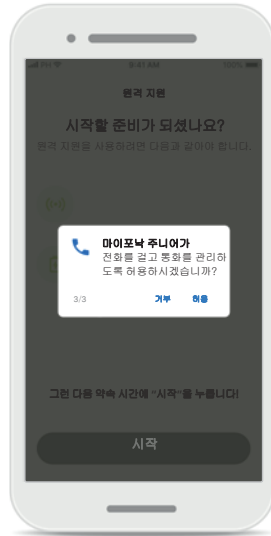 9:41 AM
100%
원격 지원
시작할 준비가 되셨나요?
원격 지원을 사용하려면 다음과 같아야 합니다.
마이포낙 주니어가
전화를 걸고 통화를 관리하
도록 허용하시겠습니까?
3/3 거부 허용
그런 다음 약속 시간에 "시작"을 누릅니다!
시작